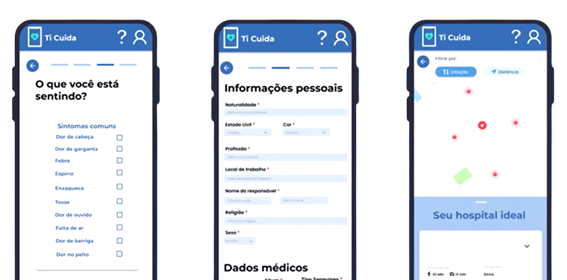 Ti Cuida
O que você está
sentindo?
Sintomas comuns
Dor de cabeça
Dor de garganta
Febre
Espirro
Enxaqueca
Tosse
Dor de ouvido
Falta de ar
Dor de barriga
Dor no peito
Ti Cuida
Informações pessoais
Naturalidade *
Estado civil * Cor *
Profissão *
Local de trabalho *
Nome do responsável *
Religião *
Sexo *
Dados médicos
Ti Cuida
Filtrar por
Lotação Distância
Seu hospital ideal